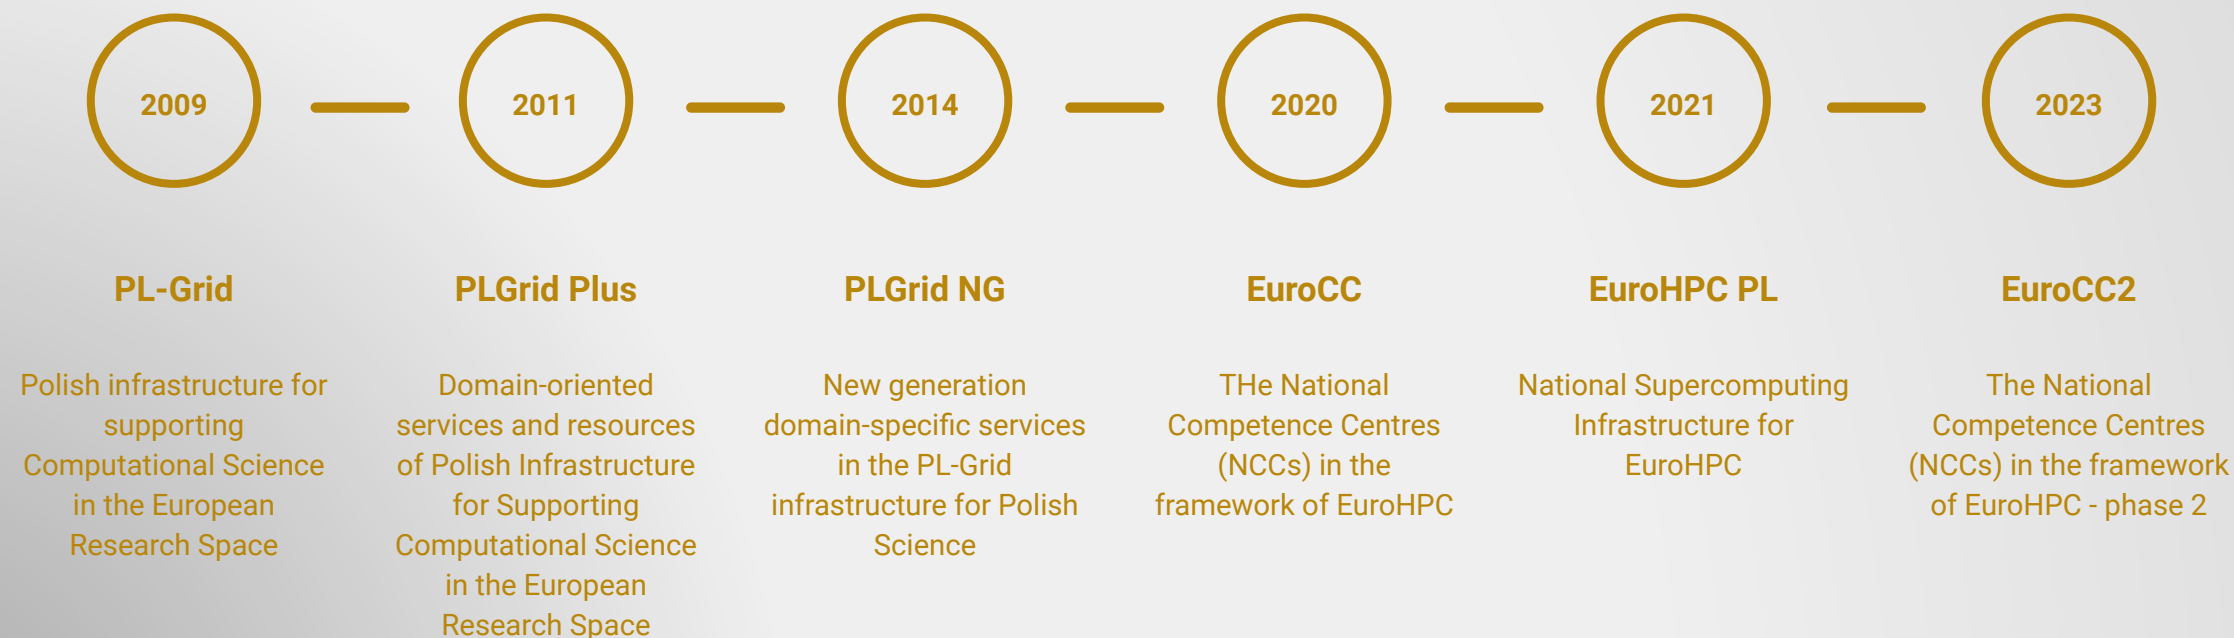 2009
2011
2014
2020
2021
2023
PL-Grid
PLGrid Plus
PLGrid NG
EuroCC
EuroHPC PL
EuroCC2
Polish infrastructure for
supporting
Computational Science
in the European
Research Space
Domain-oriented
services and resources
of Polish Infrastructure
for Supporting
Computational Science
in the European
Research Space
New generation
domain-specific services
in the PL-Grid
infrastructure for Polish
Science
THe National
Competence Centres
(NCCs) in the
framework of EuroHPC
National Supercomputing
Infrastructure for
EuroHPC
The National
Competence Centres
(NCCs) in the framework
of EuroHPC - phase 2